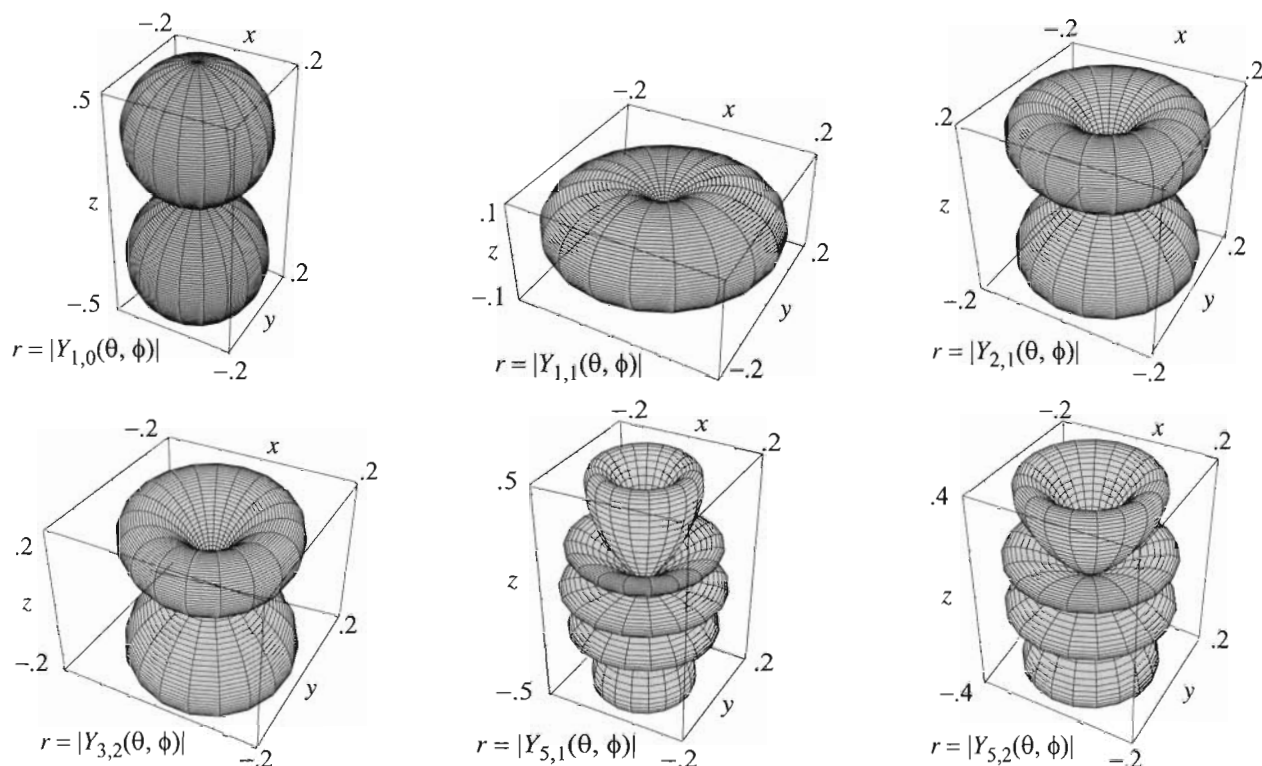 −.2 x .2
.5
z
−.5
.2
y
−.2
r = |Y1,0(θ, ϕ)|
−.2 x .2
.1
z
−.1
.2
y
−.2
r = |Y1,1(θ, ϕ)|
−.2 x .2
.2
z
−.2
.2
y
−.2
r = |Y2,1(θ, ϕ)|
−.2 x .2
.2
z
−.2
.2
y
−.2
r = |Y3,2(θ, ϕ)|
−.2 x .2
.5
z
−.5
.2
y
−.2
r = |Y5,1(θ, ϕ)|
−.2 x .2
.4
z
−.4
.2
y
−.2
r = |Y5,2(θ, ϕ)|